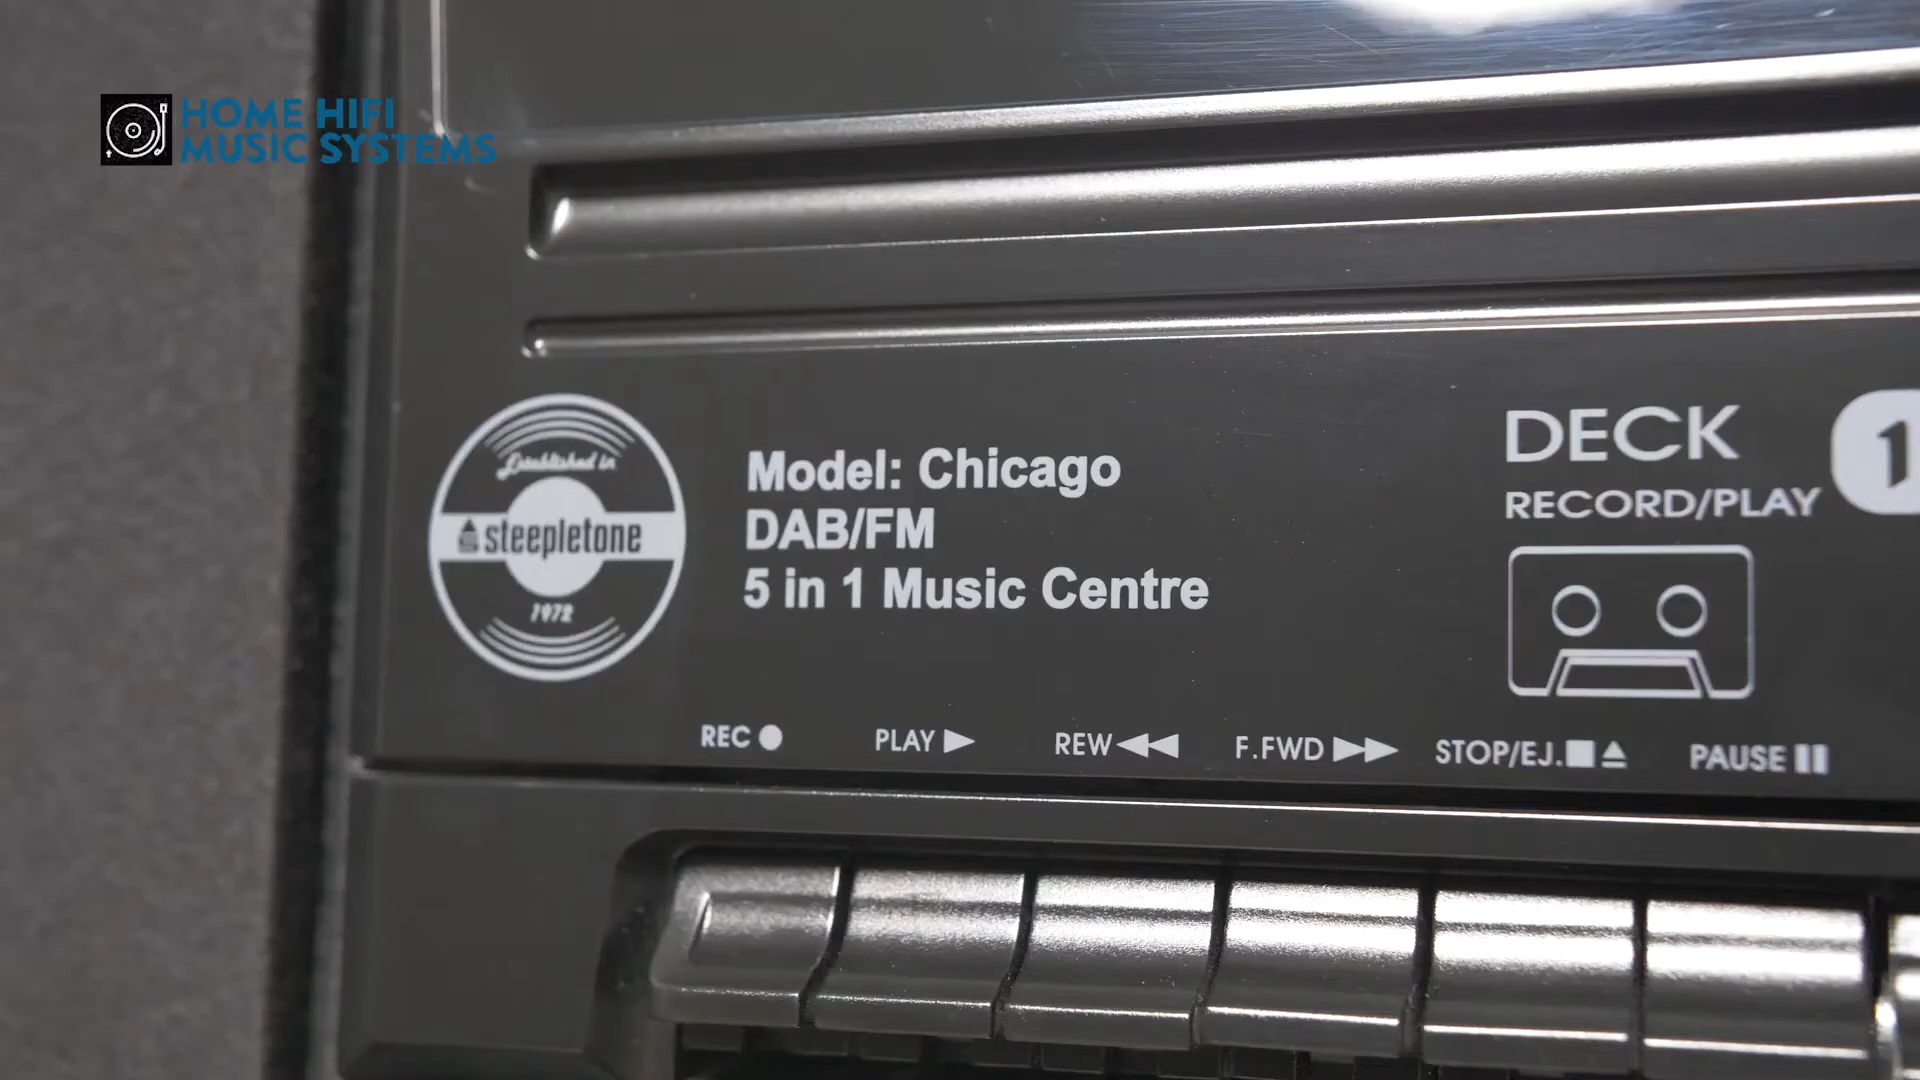 HOME HIFI
MUSIC SYSTEMS
Established in
steepletone
1972
Model: Chicago
DAB/FM
5 in 1 Music Centre
DECK 1
RECORD/PLAY
REC PLAY REW F.FWD STOP/EJ. PAUSE